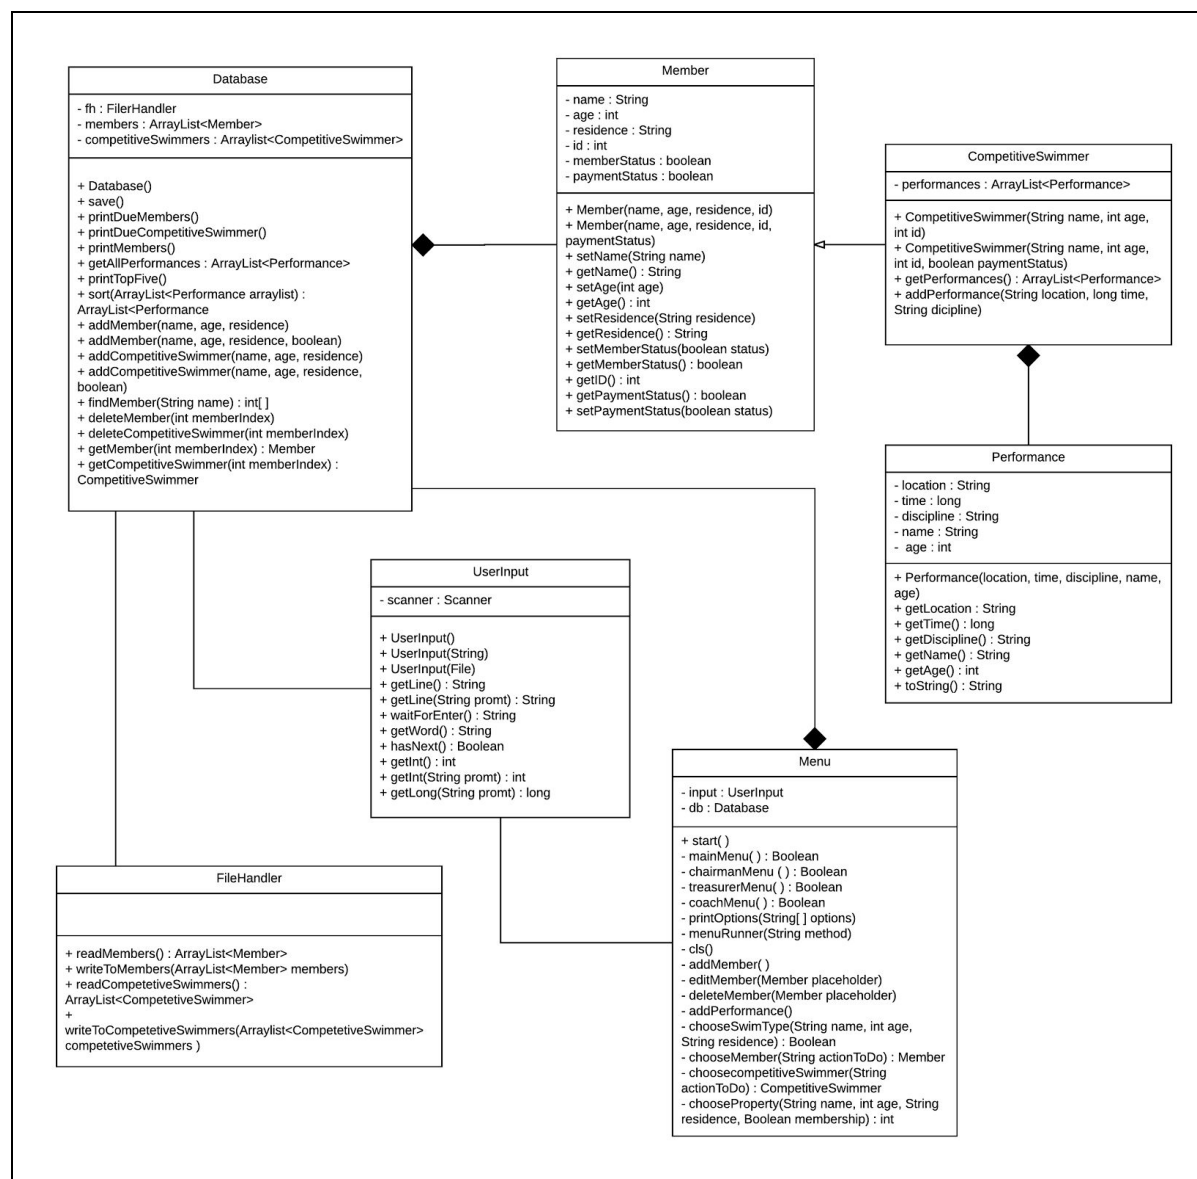 Database
- fh : FilerHandler
- members : ArrayList<Member>
- competitiveSwimmers : Arraylist<CompetitiveSwimmer>
+ Database()
+ save()
+ printDueMembers()
+ printDueCompetitiveSwimmer()
+ printMembers()
+ getAllPerformances : ArrayList<Performance>
+ printTopFive()
+ sort(ArrayList<Performance arraylist) :
ArrayList<Performance
+ addMember(name, age, residence)
+ addMember(name, age, residence, boolean)
+ addCompetitiveSwimmer(name, age, residence)
+ addCompetitiveSwimmer(name, age, residence,
boolean)
+ findMember(String name) : int[ ]
+ deleteMember(int memberIndex)
+ deleteCompetitiveSwimmer(int memberIndex)
+ getMember(int memberIndex) : Member
+ getCompetitiveSwimmer(int memberIndex) :
CompetitiveSwimmer
Member
- name : String
- age : int
- residence : String
- id : int
- memberStatus : boolean
- paymentStatus : boolean
+ Member(name, age, residence, id)
+ Member(name, age, residence, id,
paymentStatus)
+ setName(String name)
+ getName() : String
+ setAge(int age)
+ getAge() : int
+ setResidence(String residence)
+ getResidence() : String
+ setMemberStatus(boolean status)
+ getMemberStatus() : boolean
+ getID() : int
+ getPaymentStatus() : boolean
+ setPaymentStatus(boolean status)
CompetitiveSwimmer
- performances : ArrayList<Performance>
+ CompetitiveSwimmer(String name, int age,
int id)
+ CompetitiveSwimmer(String name, int age,
int id, boolean paymentStatus)
+ getPerformances() : ArrayList<Performance>
+ addPerformance(String location, long time,
String dicipline)
Performance
- location : String
- time : long
- discipline : String
- name : String
- age : int
+ Performance(location, time, discipline, name,
age)
+ getLocation : String
+ getTime() : long
+ getDiscipline() : String
+ getName() : String
+ getAge() : int
+ toString() : String
UserInput
- scanner : Scanner
+ UserInput()
+ UserInput(String)
+ UserInput(File)
+ getLine() : String
+ getLine(String promt) : String
+ waitForEnter() : String
+ getWord() : String
+ hasNext() : Boolean
+ getInt() : int
+ getInt(String promt) : int
+ getLong(String promt) : long
Menu
- input : UserInput
- db : Database
+ start( )
- mainMenu( ) : Boolean
- chairmanMenu ( ) : Boolean
- treasurerMenu( ) : Boolean
- coachMenu( ) : Boolean
- printOptions(String[ ] options)
- menuRunner(String method)
- cls()
- addMember( )
- editMember(Member placeholder)
- deleteMember(Member placeholder)
- addPerformance()
- chooseSwimType(String name, int age,
String residence) : Boolean
- chooseMember(String actionToDo) : Member
- choosecompetitiveSwimmer(String
actionToDo) : CompetitiveSwimmer
- chooseProperty(String name, int age, String
residence, Boolean membership) : int
FileHandler
+ readMembers() : ArrayList<Member>
+ writeToMembers(ArrayList<Member> members)
+ readCompetetiveSwimmers() :
ArrayList<CompetetiveSwimmer>
+
writeToCompetetiveSwimmers(Arraylist<CompetetiveSwimmer>
competetiveSwimmers )